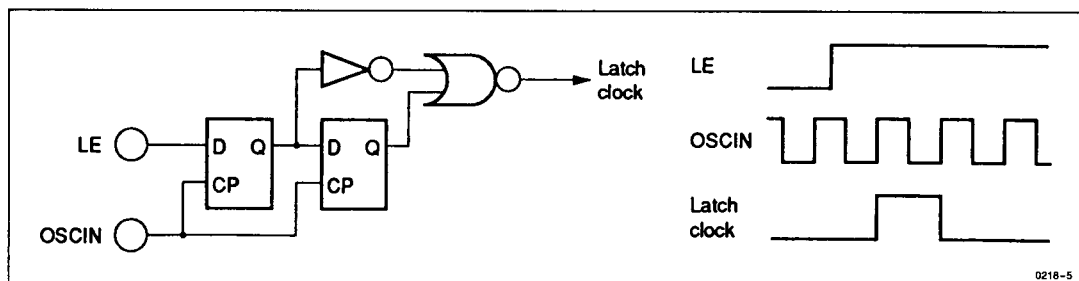 LE
OSCIN
D Q
CP
D Q
CP
Latch
clock
LE
OSCIN
Latch
clock
0218-5